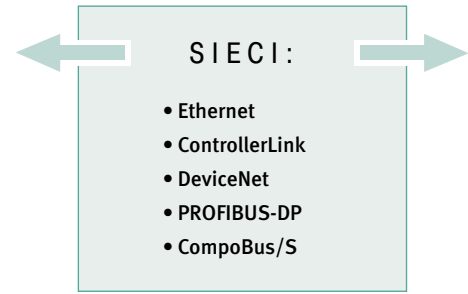 SIECI:
• Ethernet
• ControllerLink
• DeviceNet
• PROFIBUS-DP
• CompoBus/S